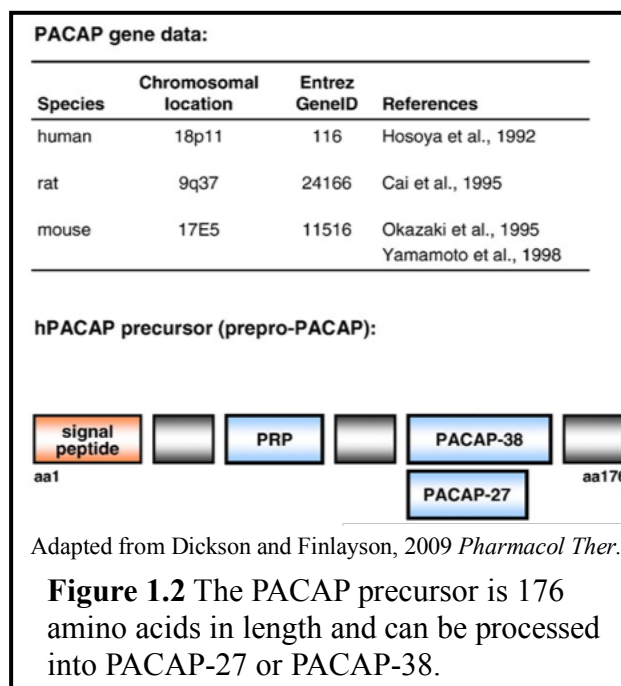 PACAP gene data:
Species Chromosomal location Entrez GeneID References
human 18p11 116 Hosoya et al., 1992
rat 9q37 24166 Cai et al., 1995
mouse 17E5 11516 Okazaki et al., 1995
Yamamoto et al., 1998
hPACAP precursor (prepro-PACAP):
signal peptide PRP PACAP-38
aa1 PACAP-27 aa176
Adapted from Dickson and Finlayson, 2009 Pharmacol Ther.
Figure 1.2 The PACAP precursor is 176
amino acids in length and can be processed
into PACAP-27 or PACAP-38.